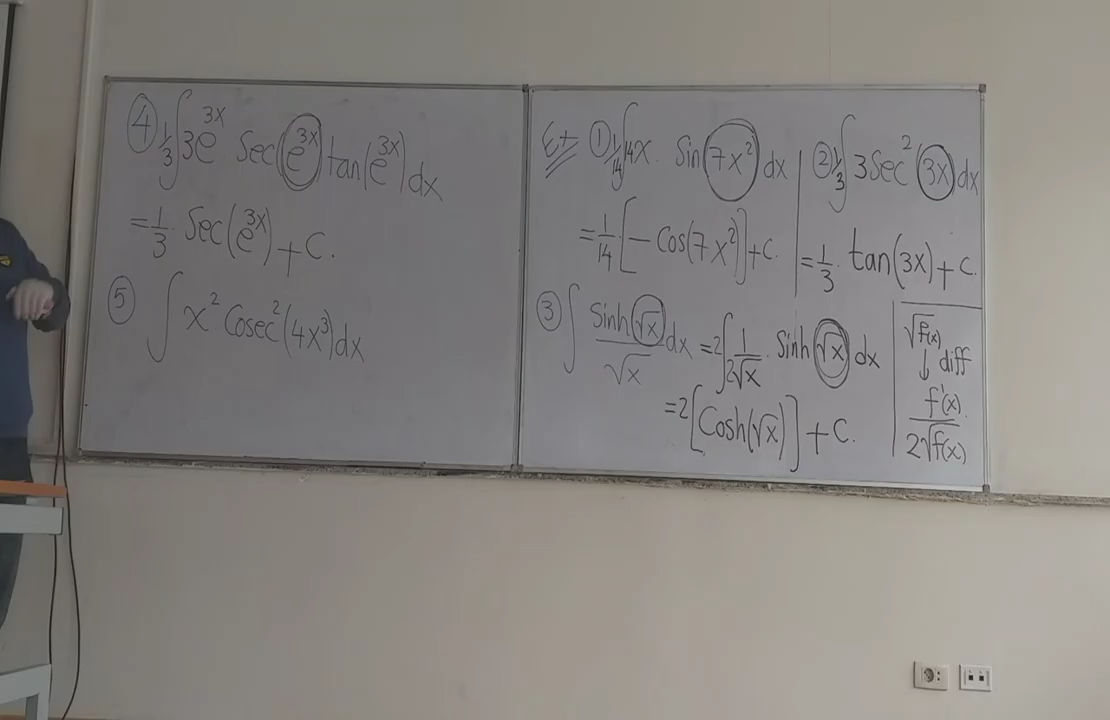 ④ 1/3 ∫ 3e^{3x} Sec(e^{3x}) tan(e^{3x}) dx
= 1/3 · Sec(e^{3x}) + C.
⑤ ∫ x² Cosec²(4x³) dx
Ex ① 1/14 ∫ 14x · Sin(7x²) dx
= 1/14 · [− Cos(7x²)] + C.
② 1/3 ∫ 3 Sec²(3x) dx
= 1/3 · tan(3x) + C.
③ ∫ Sinh(√x)/√x dx = 2 ∫ 1/(2√x) · Sinh(√x) dx
= 2 [Cosh(√x)] + C.
√f(x)
↓ diff
f'(x)
2√f(x)